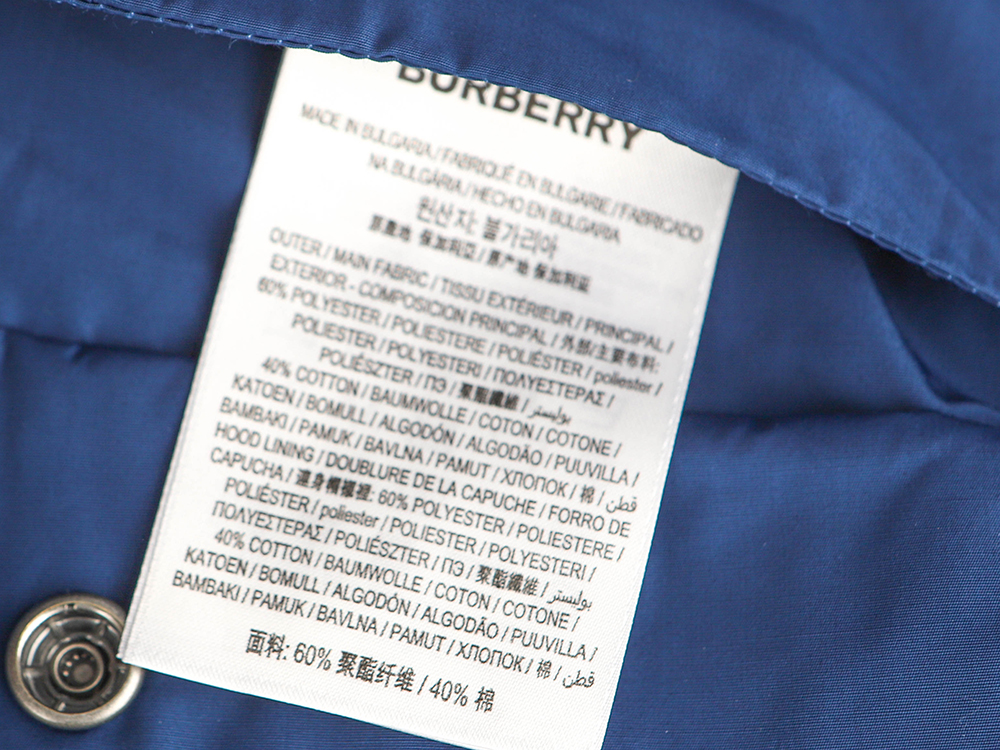 BURBERRY
MADE IN BULGARIA / FABRIQUÉ EN BULGARIE / FABRICADO
NA BULGÁRIA / HECHO EN BULGARIA
원산지: 불가리아
原產地 保加利亞 / 原产地 保加利亚
OUTER / MAIN FABRIC / TISSU EXTÉRIEUR / PRINCIPAL /
EXTERIOR - COMPOSICION PRINCIPAL / 外部/主要布料:
60% POLYESTER / POLIESTERE / POLIÉSTER / poliester /
POLIESTER / POLYESTERI / ΠΟΛΥΕΣΤΕΡΑΣ /
POLIÉSZTER / ПЭ / 聚酯纖維 / بوليستر
40% COTTON / BAUMWOLLE / COTON / COTONE /
KATOEN / BOMULL / ALGODÓN / ALGODÃO / PUUVILLA /
BAMBAKI / PAMUK / BAVLNA / PAMUT / ХЛОПОК / 棉 / قطن
HOOD LINING / DOUBLURE DE LA CAPUCHE / FORRO DE
CAPUCHA / 連身帽襯裡: 60% POLYESTER / POLIESTERE /
POLIÉSTER / poliester / POLIESTER / POLYESTERI /
ΠΟΛΥΕΣΤΕΡΑΣ / POLIÉSZTER / ПЭ / 聚酯纖維 / بوليستر
40% COTTON / BAUMWOLLE / COTON / COTONE /
KATOEN / BOMULL / ALGODÓN / ALGODÃO / PUUVILLA /
BAMBAKI / PAMUK / BAVLNA / PAMUT / ХЛОПОК / 棉 / قطن
面料: 60% 聚酯纤维 / 40% 棉